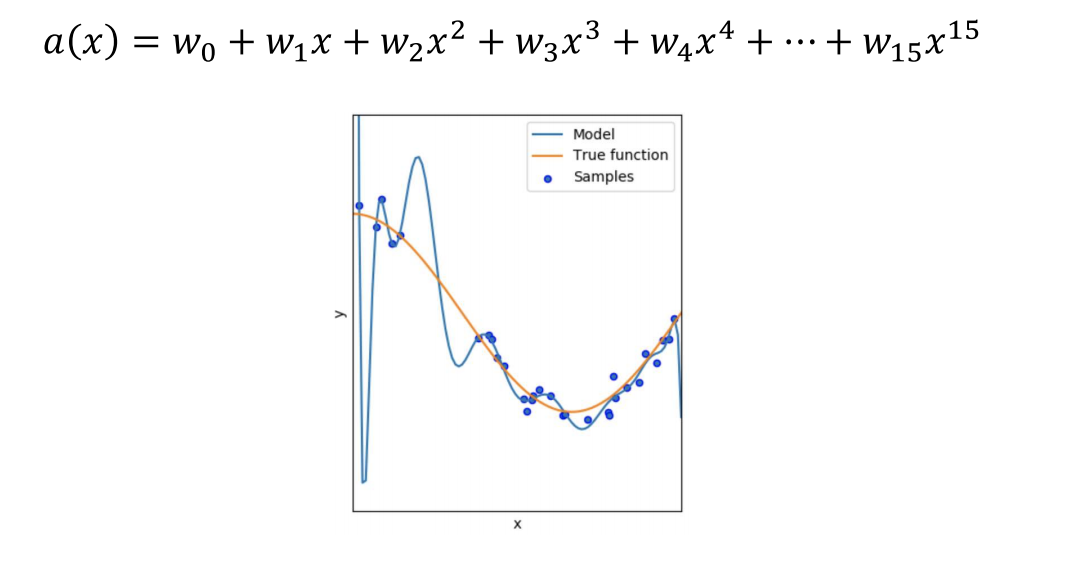 a(x) = w₀ + w₁x + w₂x² + w₃x³ + w₄x⁴ + ⋯ + w₁₅x¹⁵
Model
True function
Samples
y
x